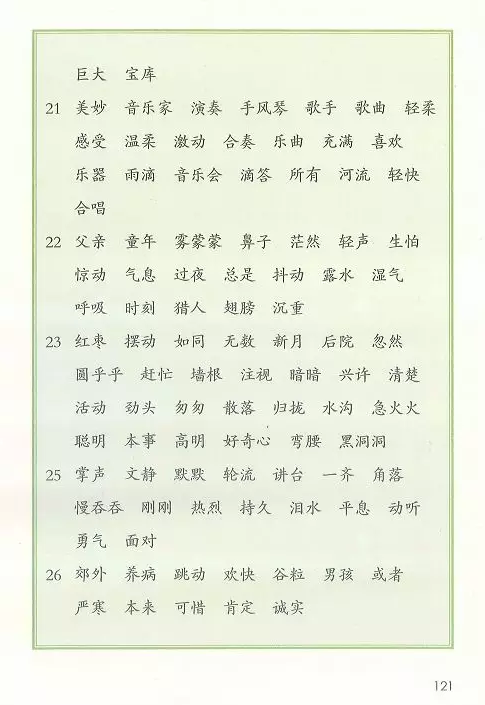 巨大 宝库
21 美妙 音乐家 演奏 手风琴 歌手 歌曲 轻柔
感受 温柔 激动 合奏 乐曲 充满 喜欢
乐器 雨滴 音乐会 滴答 所有 河流 轻快
合唱
22 父亲 童年 雾蒙蒙 鼻子 茫然 轻声 生怕
惊动 气息 过夜 总是 抖动 露水 湿气
呼吸 时刻 猎人 翅膀 沉重
23 红枣 摆动 如同 无数 新月 后院 忽然
圆乎乎 赶忙 墙根 注视 暗暗 兴许 清楚
活动 劲头 匆匆 散落 归拢 水沟 急火火
聪明 本事 高明 好奇心 弯腰 黑洞洞
25 掌声 文静 默默 轮流 讲台 一齐 角落
慢吞吞 刚刚 热烈 持久 泪水 平息 动听
勇气 面对
26 郊外 养病 跳动 欢快 谷粒 男孩 或者
严寒 本来 可惜 肯定 诚实
121